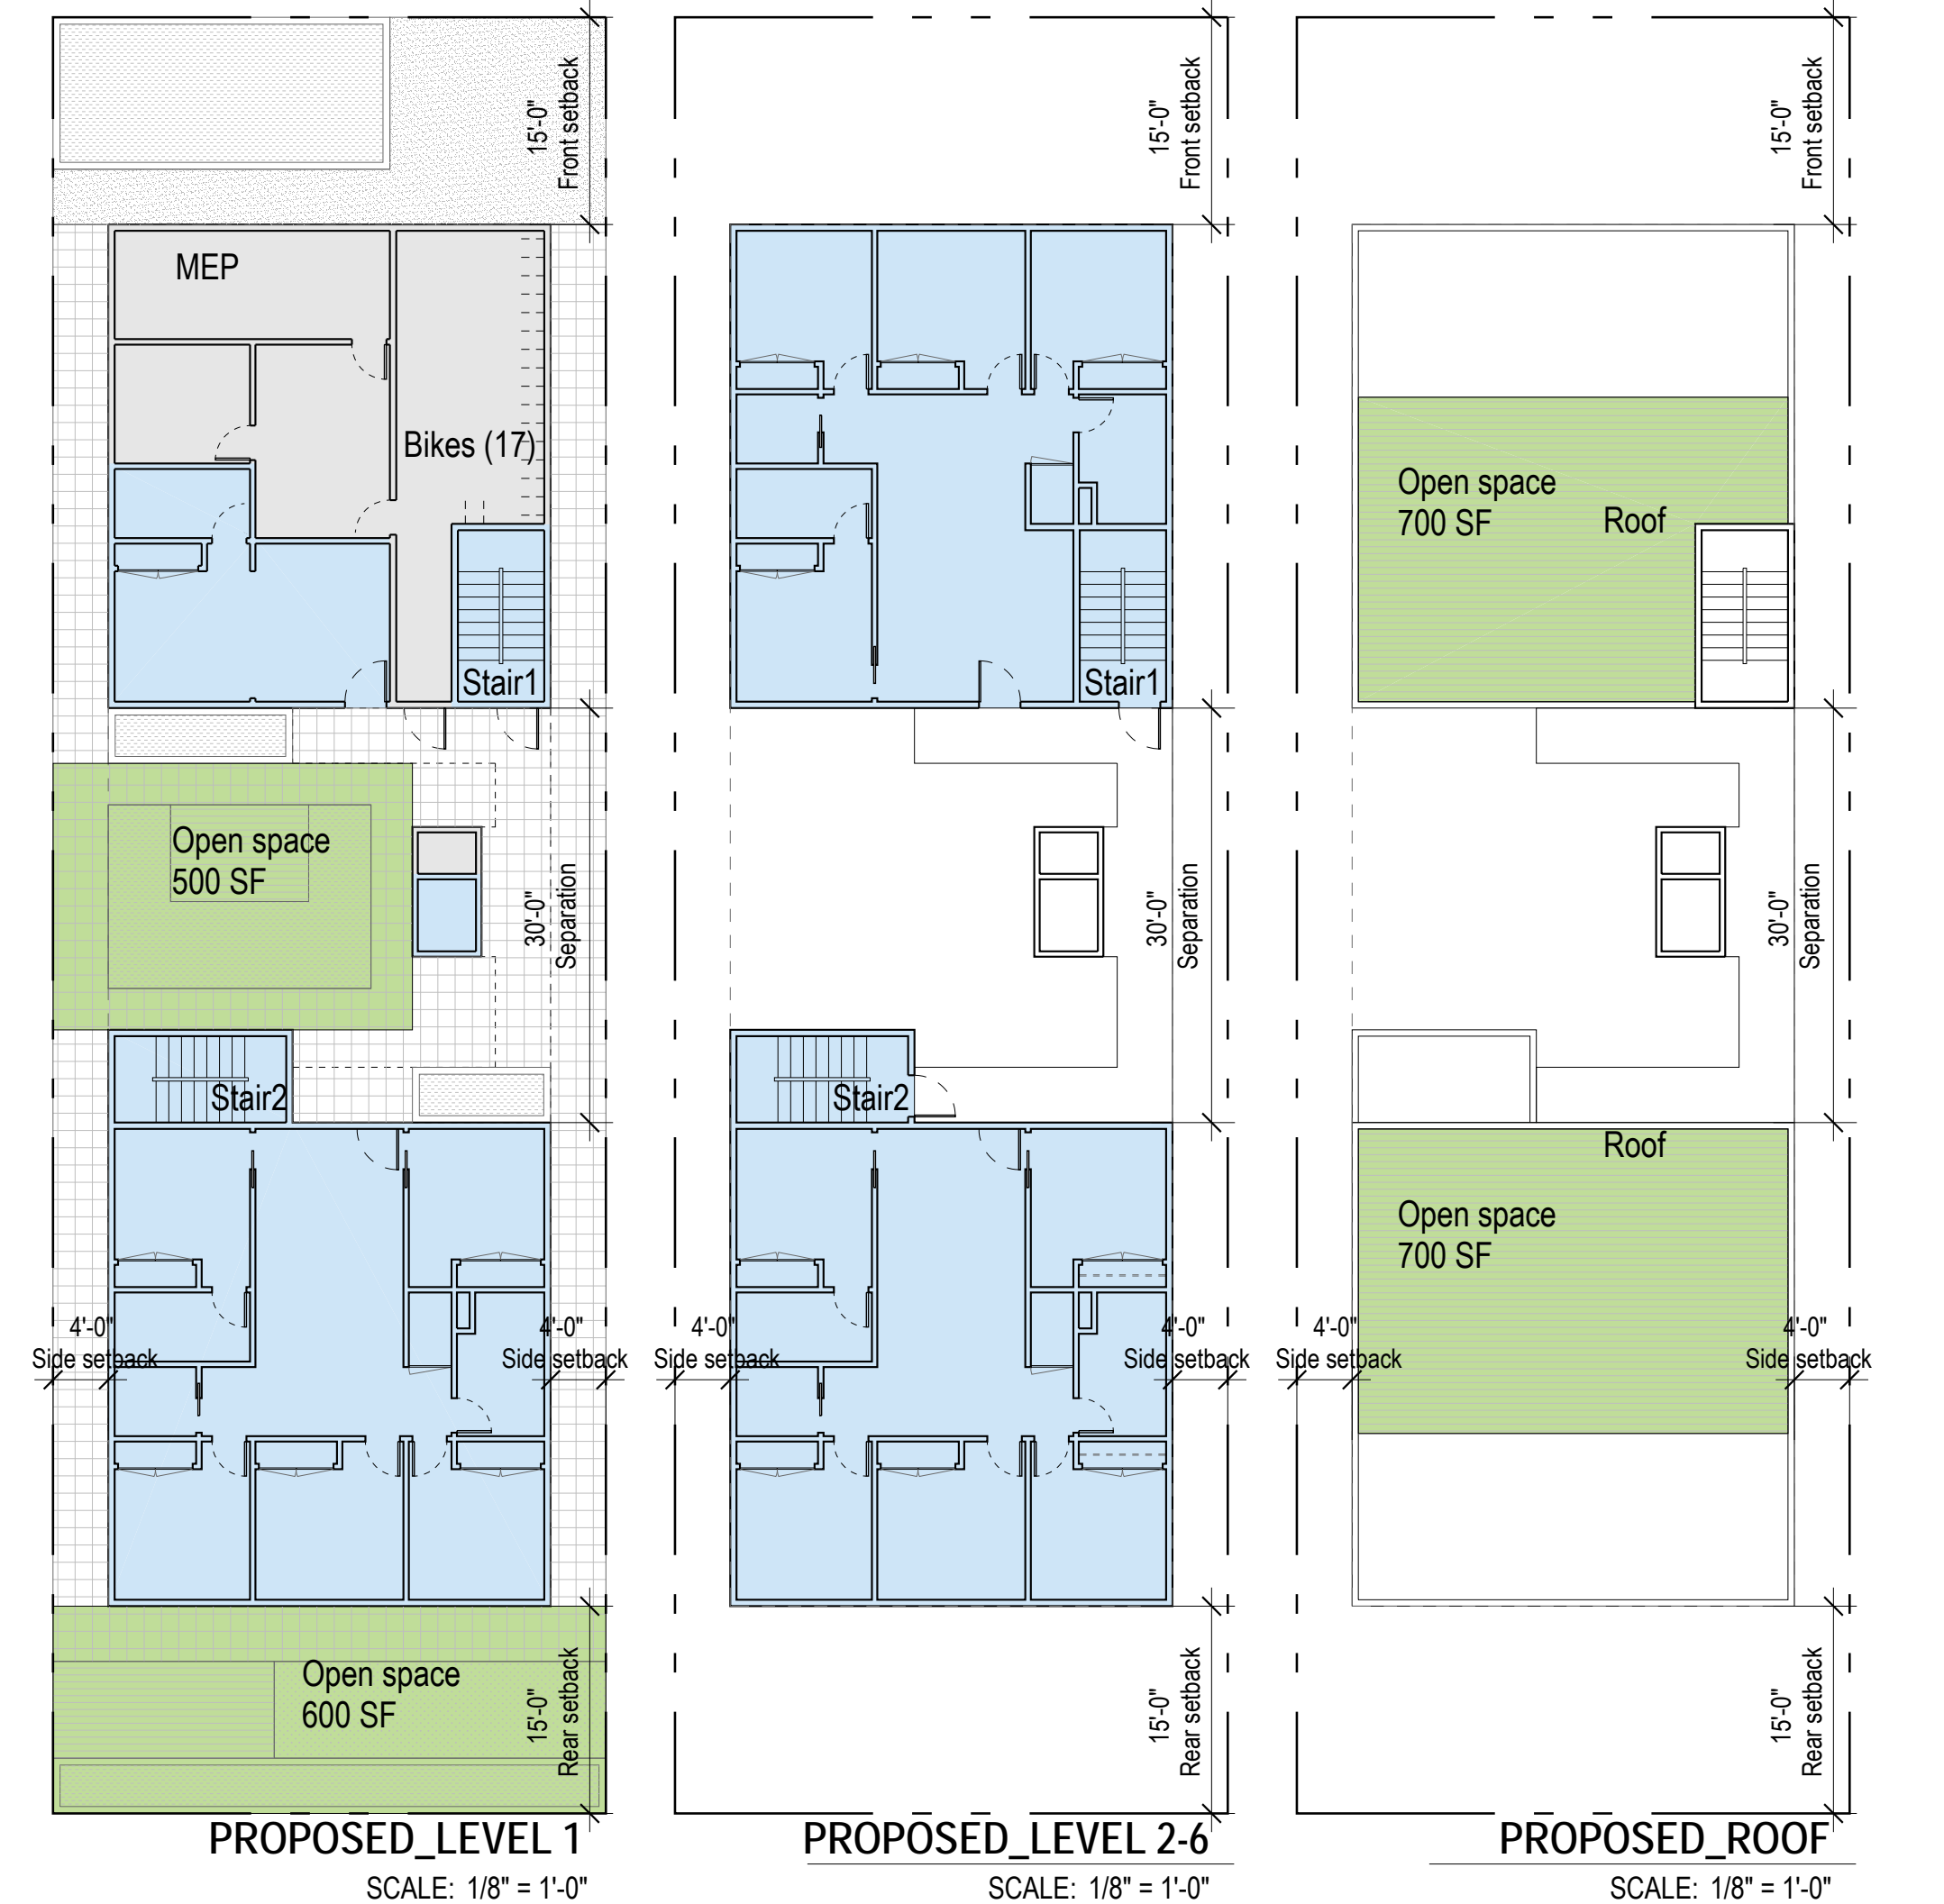 15'-0"
Front setback
MEP
Bikes (17)
Stair1
Open space
500 SF
30'-0"
Separation
Stair2
4'-0"
Side setback
4'-0"
Side setback
Open space
600 SF
15'-0"
Rear setback
PROPOSED_LEVEL 1
SCALE: 1/8" = 1'-0"
15'-0"
Front setback
Stair1
30'-0"
Separation
Stair2
4'-0"
Side setback
4'-0"
Side setback
15'-0"
Rear setback
PROPOSED_LEVEL 2-6
SCALE: 1/8" = 1'-0"
15'-0"
Front setback
Open space
700 SF
Roof
30'-0"
Separation
Roof
Open space
700 SF
4'-0"
Side setback
4'-0"
Side setback
15'-0"
Rear setback
PROPOSED_ROOF
SCALE: 1/8" = 1'-0"